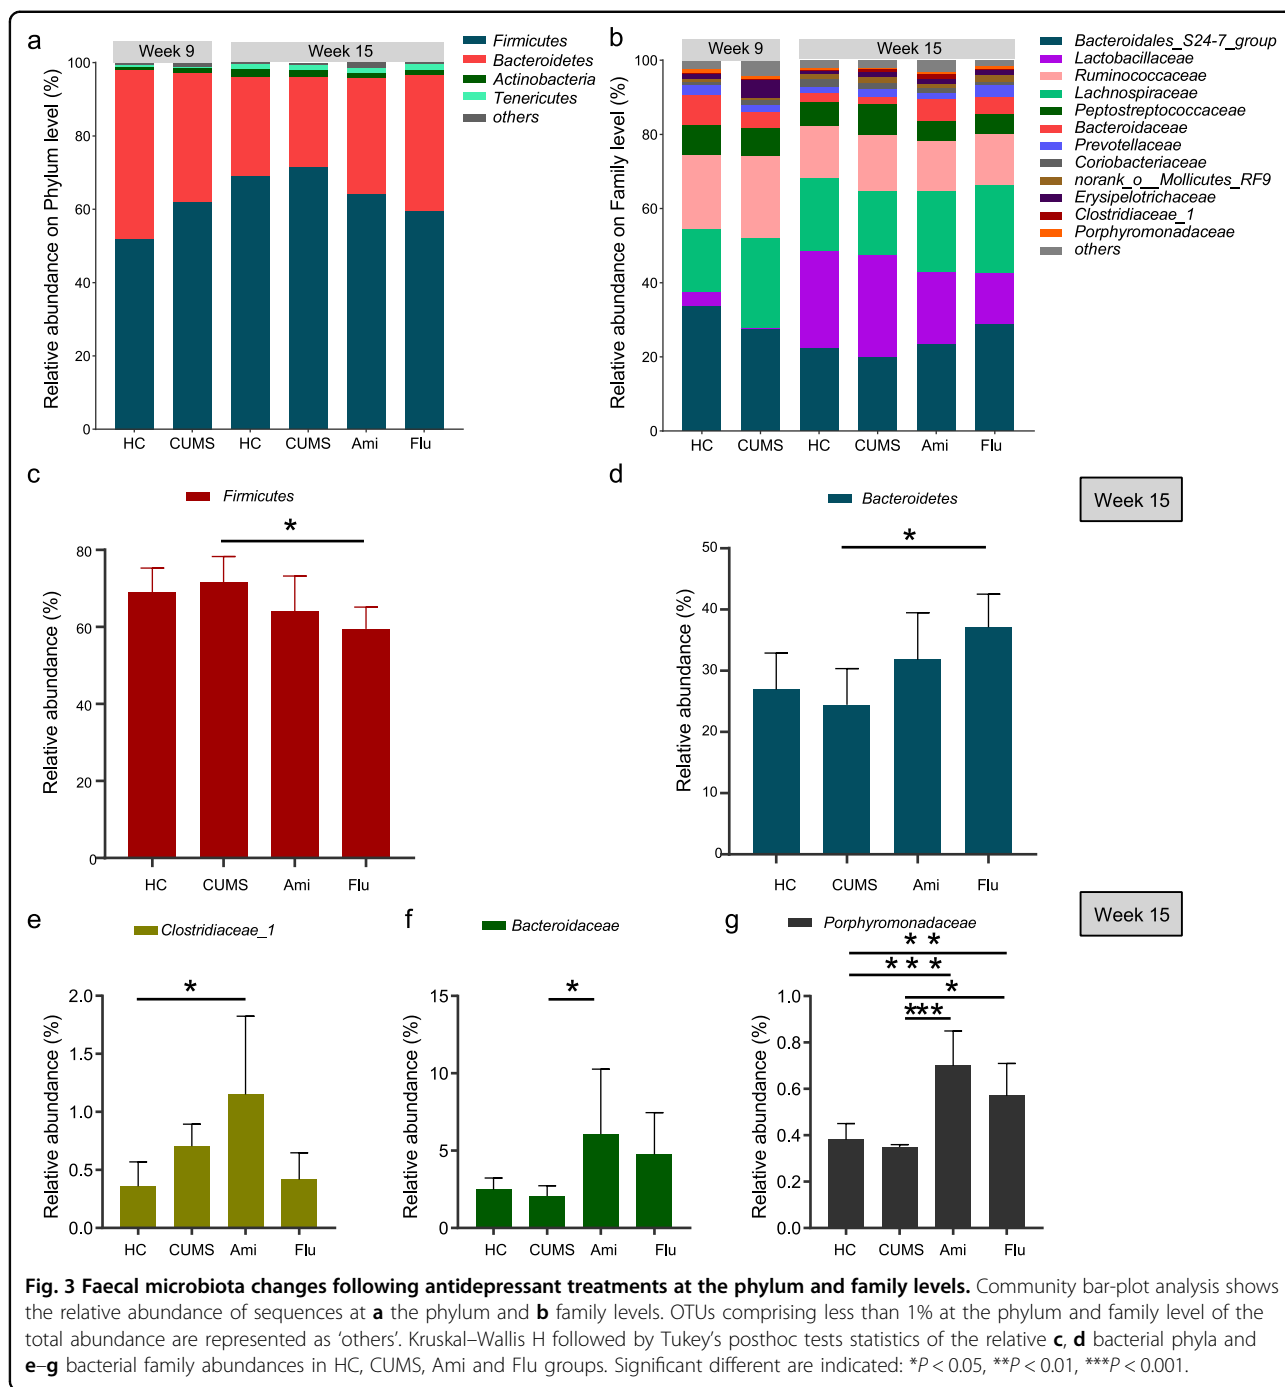 a
Week 9
Week 15
Firmicutes
Bacteroidetes
Actinobacteria
Tenericutes
others
Relative abundance on Phylum level (%)
100
80
60
40
20
0
HC CUMS HC CUMS Ami Flu
b
Week 9
Week 15
Bacteroidales_S24-7_group
Lactobacillaceae
Ruminococcaceae
Lachnospiraceae
Peptostreptococcaceae
Bacteroidaceae
Prevotellaceae
Coriobacteriaceae
norank_o__Mollicutes_RF9
Erysipelotrichaceae
Clostridiaceae_1
Porphyromonadaceae
others
Relative abundance on Family level (%)
100
80
60
40
20
0
HC CUMS HC CUMS Ami Flu
c
Firmicutes
*
Relative abundance (%)
80
60
40
20
0
HC CUMS Ami Flu
d
Bacteroidetes
Week 15
*
Relative abundance (%)
50
40
30
20
10
0
HC CUMS Ami Flu
e
Clostridiaceae_1
*
Relative abundance (%)
2.0
1.5
1.0
0.5
0.0
HC CUMS Ami Flu
f
Bacteroidaceae
*
Relative abundance (%)
15
10
5
0
HC CUMS Ami Flu
g
Porphyromonadaceae
Week 15
* *
* * *
*
***
Relative abundance (%)
1.0
0.8
0.6
0.4
0.2
0.0
HC CUMS Ami Flu
Fig. 3 Faecal microbiota changes following antidepressant treatments at the phylum and family levels. Community bar-plot analysis shows
the relative abundance of sequences at a the phylum and b family levels. OTUs comprising less than 1% at the phylum and family level of the
total abundance are represented as ‘others’. Kruskal–Wallis H followed by Tukey’s posthoc tests statistics of the relative c, d bacterial phyla and
e–g bacterial family abundances in HC, CUMS, Ami and Flu groups. Significant different are indicated: *P < 0.05, **P < 0.01, ***P < 0.001.